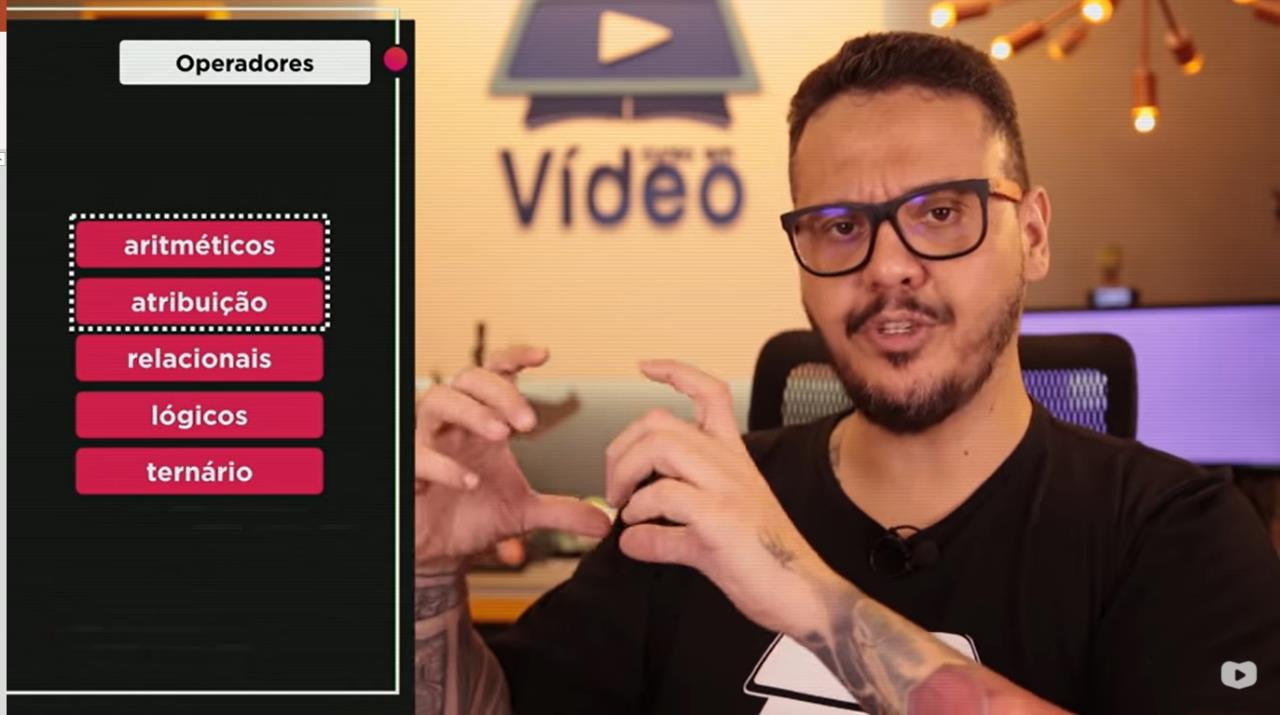 Operadores
aritméticos
atribuição
relacionais
lógicos
ternário
Vídeo